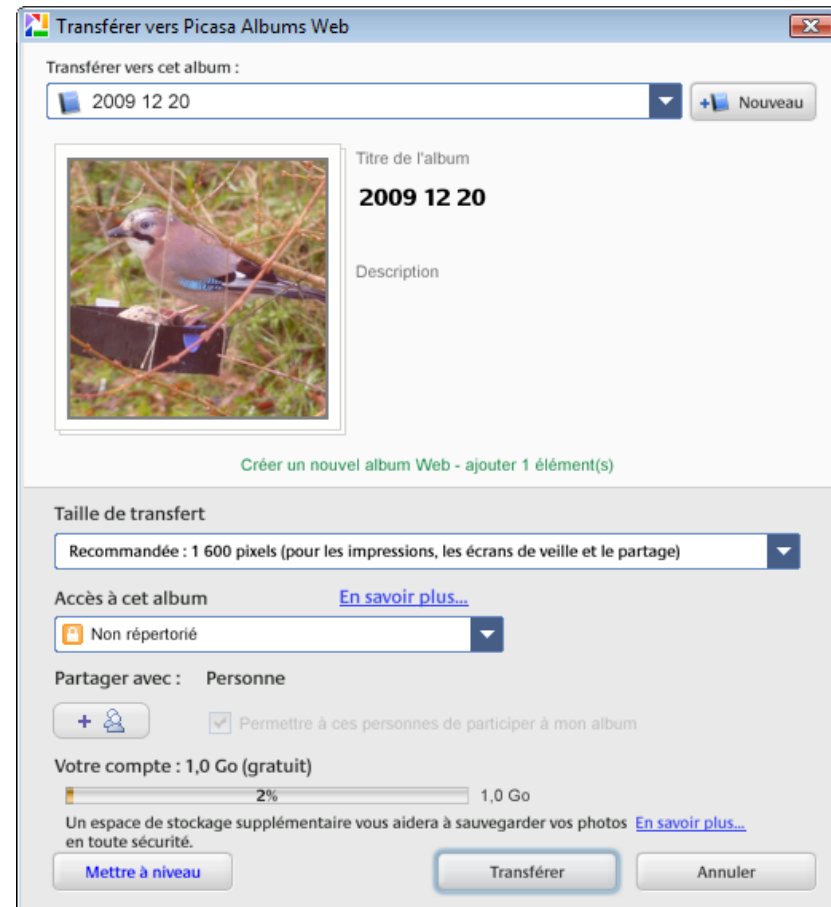 Transférer vers Picasa Albums Web
Transférer vers cet album :
2009 12 20
Nouveau
Titre de l'album
2009 12 20
Description
Créer un nouvel album Web - ajouter 1 élément(s)
Taille de transfert
Recommandée : 1 600 pixels (pour les impressions, les écrans de veille et le partage)
Accès à cet album En savoir plus...
Non répertorié
Partager avec : Personne
Permettre à ces personnes de participer à mon album
Votre compte : 1,0 Go (gratuit)
2% 1,0 Go
Un espace de stockage supplémentaire vous aidera à sauvegarder vos photos En savoir plus...
en toute sécurité.
Mettre à niveau Transférer Annuler